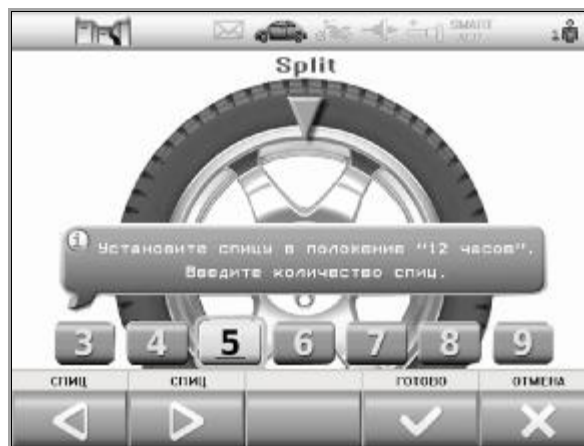 SMART
1
Split
Установите спицы в положение "12 часов".
Введите количество спиц.
3 4 5 6 7 8 9
СПИЦ СПИЦ ГОТОВО ОТМЕНА